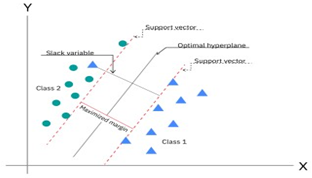 Y
Support vector
Optimal hyperplane
Slack variable
Support vector
Class 2
Maximized margin
Class 1
X